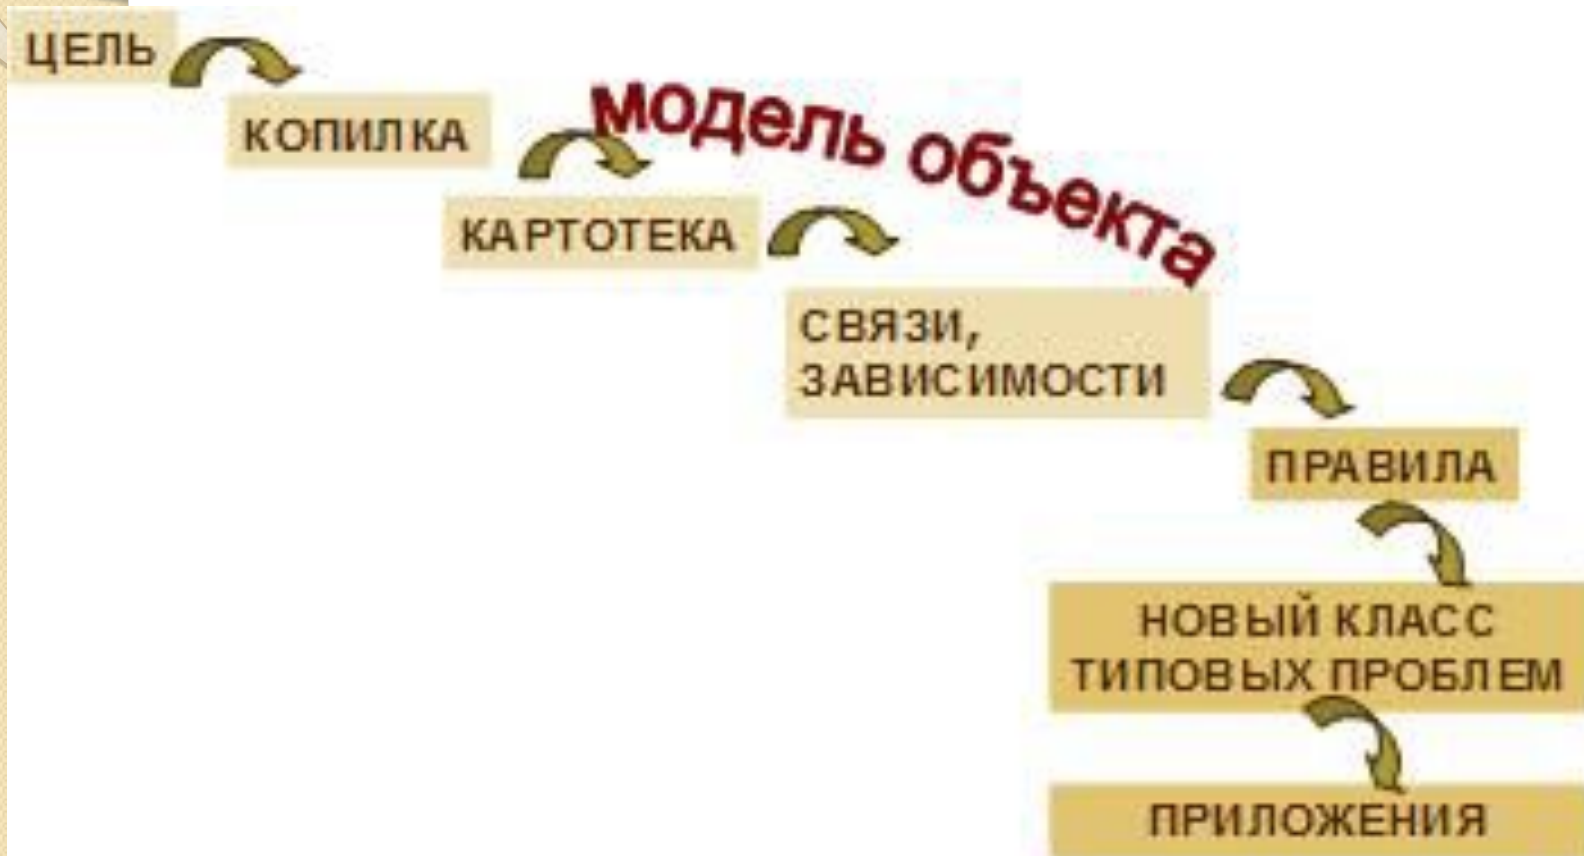 ЦЕЛЬ
КОПИЛКА
модель объекта
КАРТОТЕКА
СВЯЗИ,
ЗАВИСИМОСТИ
ПРАВИЛА
НОВЫЙ КЛАСС
ТИПОВЫХ ПРОБЛЕМ
ПРИЛОЖЕНИЯ